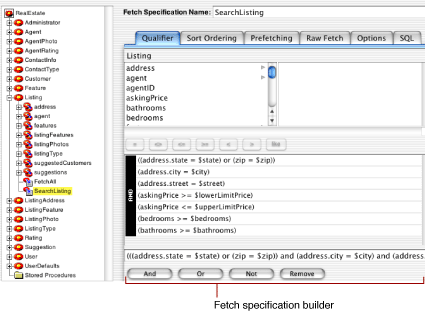 RealEstate
Administrator
Agent
AgentPhoto
AgentRating
ContactInfo
ContactType
Customer
Feature
Listing
address
agent
features
listingFeatures
listingPhotos
listingType
suggestedCustomers
suggestions
FetchAll
SearchListing
ListingAddress
ListingFeature
ListingPhoto
ListingType
Rating
Suggestion
User
UserDefaults
Stored Procedures
Fetch Specification Name: SearchListing
Qualifier Sort Ordering Prefetching Raw Fetch Options SQL
Listing
address
agent
agentID
askingPrice
bathrooms
bedrooms
AND
((address.state = $state) or (zip = $zip))
(address.city = $city)
(address.street = $street)
(askingPrice >= $lowerLimitPrice)
(askingPrice <= $upperLimitPrice)
(bedrooms >= $bedrooms)
(bathrooms >= $bathrooms)
(((address.state = $state) or (zip = $zip)) and (address.city = $city) and (address.
And Or Not Remove
Fetch specification builder